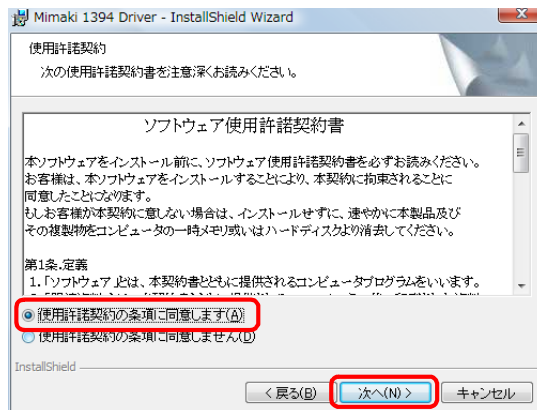 Mimaki 1394 Driver - InstallShield Wizard
使用許諾契約
次の使用許諾契約書を注意深くお読みください。
ソフトウェア使用許諾契約書
本ソフトウェアをインストール前に、ソフトウェア使用許諾契約書を必ずお読みください。
お客様は、本ソフトウェアをインストールすることにより、本契約に拘束されることに
同意したことになります。
もしお客様が本契約に意しない場合は、インストールせずに、速やかに本製品及び
その複製物をコンピュータの一時メモリ或いはハードディスクより消去してください。
第1条.定義
1.「ソフトウェア」とは、本契約書とともに提供されるコンピュータプログラムをいいます。
使用許諾契約の条項に同意します(A)
使用許諾契約の条項に同意しません(D)
InstallShield
< 戻る(B)
次へ(N) >
キャンセル